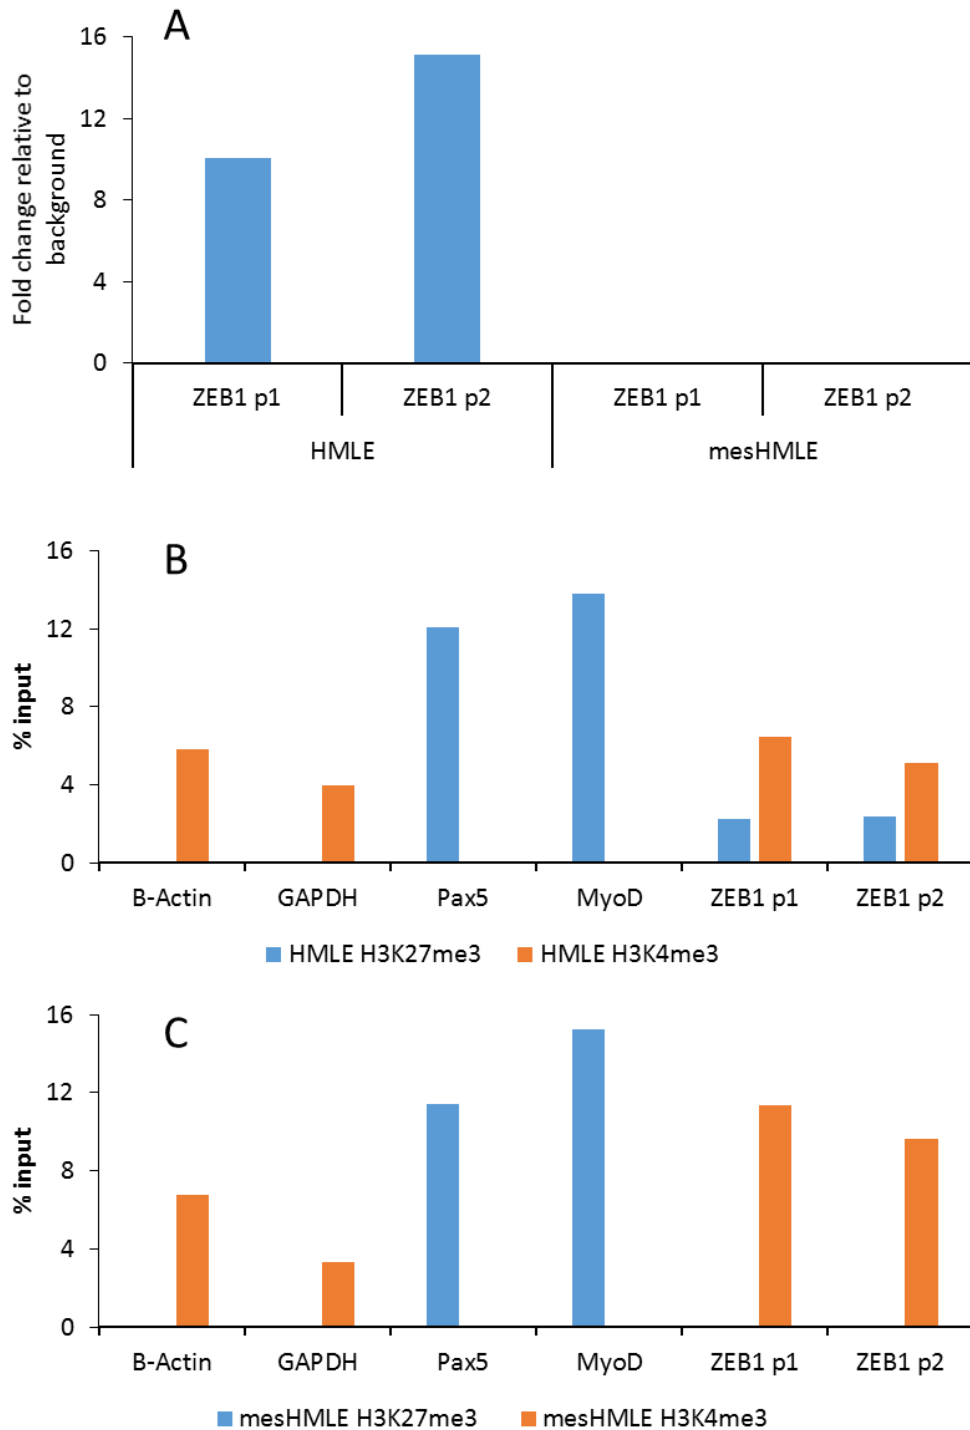 A
16
12
8
4
0
Fold change relative to
background
ZEB1 p1 ZEB1 p2 ZEB1 p1 ZEB1 p2
HMLE mesHMLE
B
16
12
8
4
0
% input
B-Actin GAPDH Pax5 MyoD ZEB1 p1 ZEB1 p2
HMLE H3K27me3 HMLE H3K4me3
C
16
12
8
4
0
% input
B-Actin GAPDH Pax5 MyoD ZEB1 p1 ZEB1 p2
mesHMLE H3K27me3 mesHMLE H3K4me3